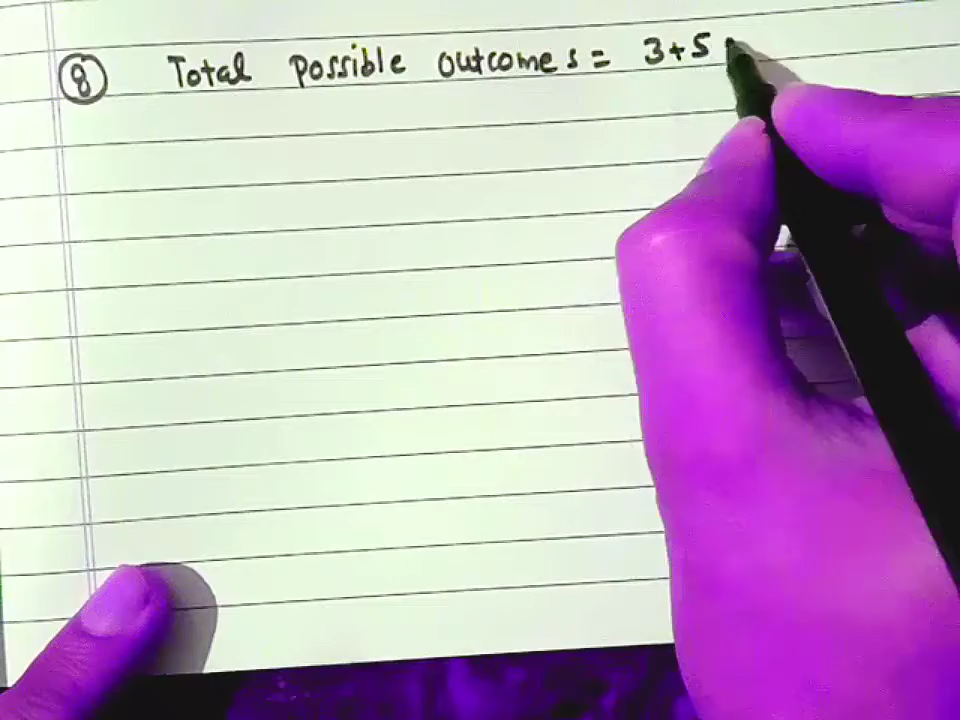 ⑧ Total possible outcomes = 3+5